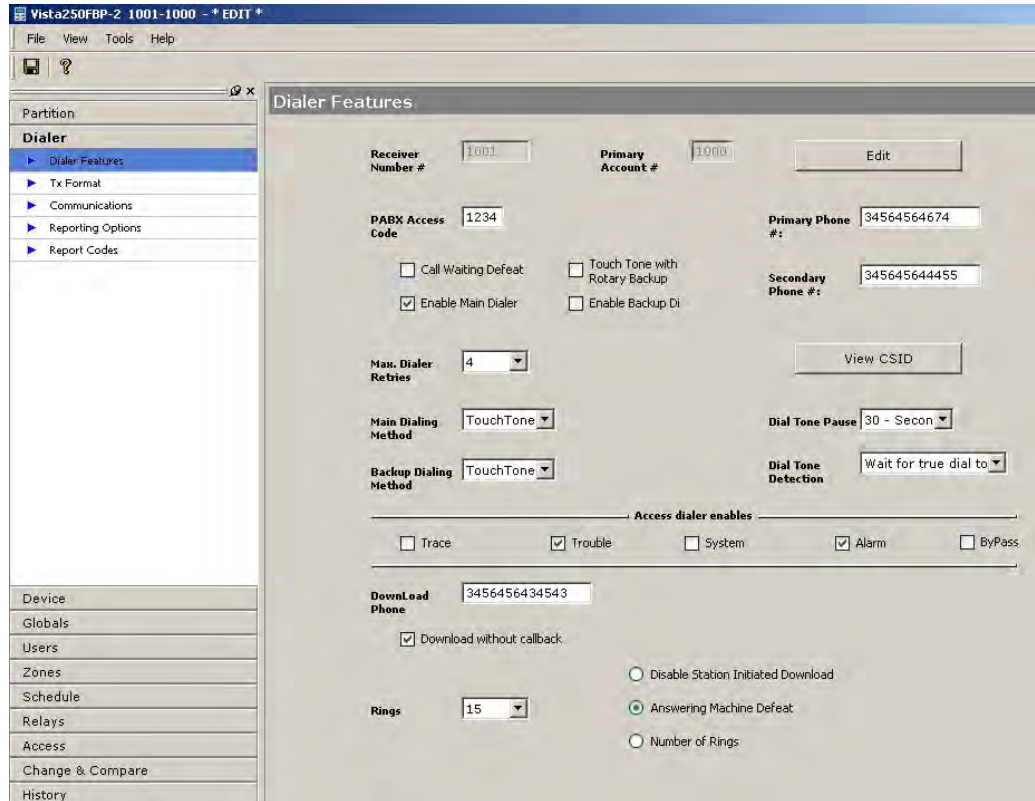 Vista250FBP-2 1001-1000 - * EDIT *
File View Tools Help
Partition
Dialer
Dialer Features
Tx Format
Communications
Reporting Options
Report Codes
Device
Globals
Users
Zones
Schedule
Relays
Access
Change & Compare
History
Dialer Features
Receiver Number # 1001
Primary Account # 1000
Edit
PABX Access Code 1234
Primary Phone #: 34564564674
Call Waiting Defeat
Touch Tone with Rotary Backup
Secondary Phone #: 345645644455
Enable Main Dialer
Enable Backup Di
Max. Dialer Retries 4
View CSID
Main Dialing Method TouchTone
Dial Tone Pause 30 - Secon
Backup Dialing Method TouchTone
Dial Tone Detection Wait for true dial to
Access dialer enables
Trace Trouble System Alarm ByPass
DownLoad Phone 3456456434543
Download without callback
Disable Station Initiated Download
Rings 15
Answering Machine Defeat
Number of Rings